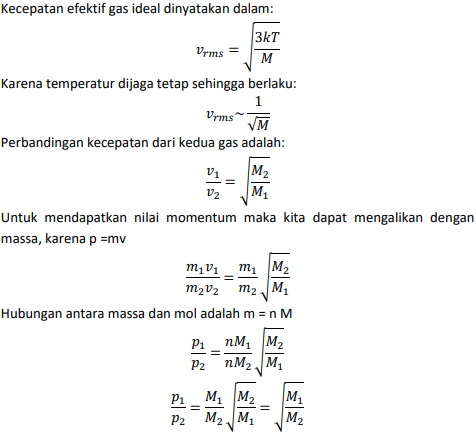 Kecepatan efektif gas ideal dinyatakan dalam:
v_{rms} = \sqrt{\frac{3kT}{M}}
Karena temperatur dijaga tetap sehingga berlaku:
v_{rms} \sim \frac{1}{\sqrt{M}}
Perbandingan kecepatan dari kedua gas adalah:
\frac{v_1}{v_2} = \sqrt{\frac{M_2}{M_1}}
Untuk mendapatkan nilai momentum maka kita dapat mengalikan dengan
massa, karena p =mv
\frac{m_1 v_1}{m_2 v_2} = \frac{m_1}{m_2} \sqrt{\frac{M_2}{M_1}}
Hubungan antara massa dan mol adalah m = n M
\frac{p_1}{p_2} = \frac{nM_1}{nM_2} \sqrt{\frac{M_2}{M_1}}
\frac{p_1}{p_2} = \frac{M_1}{M_2} \sqrt{\frac{M_2}{M_1}} = \sqrt{\frac{M_1}{M_2}}